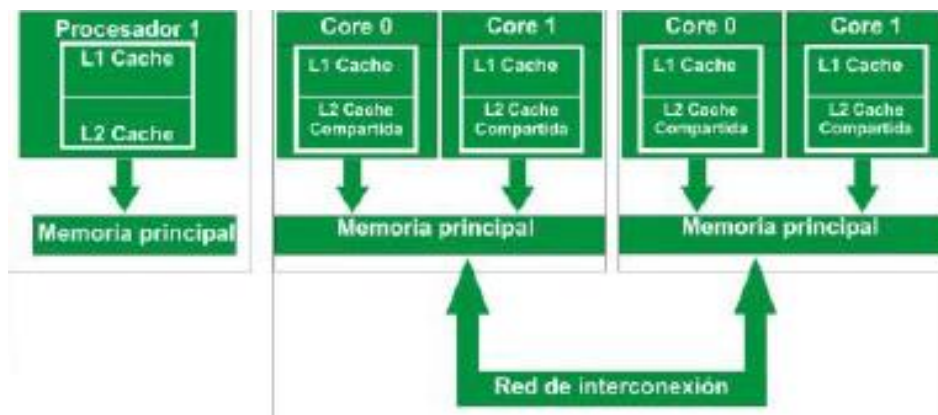 Procesador 1
L1 Cache
L2 Cache
Memoria principal
Core 0
L1 Cache
L2 Cache
Compartida
Core 1
L1 Cache
L2 Cache
Compartida
Memoria principal
Core 0
L1 Cache
L2 Cache
Compartida
Core 1
L1 Cache
L2 Cache
Compartida
Memoria principal
Red de interconexión